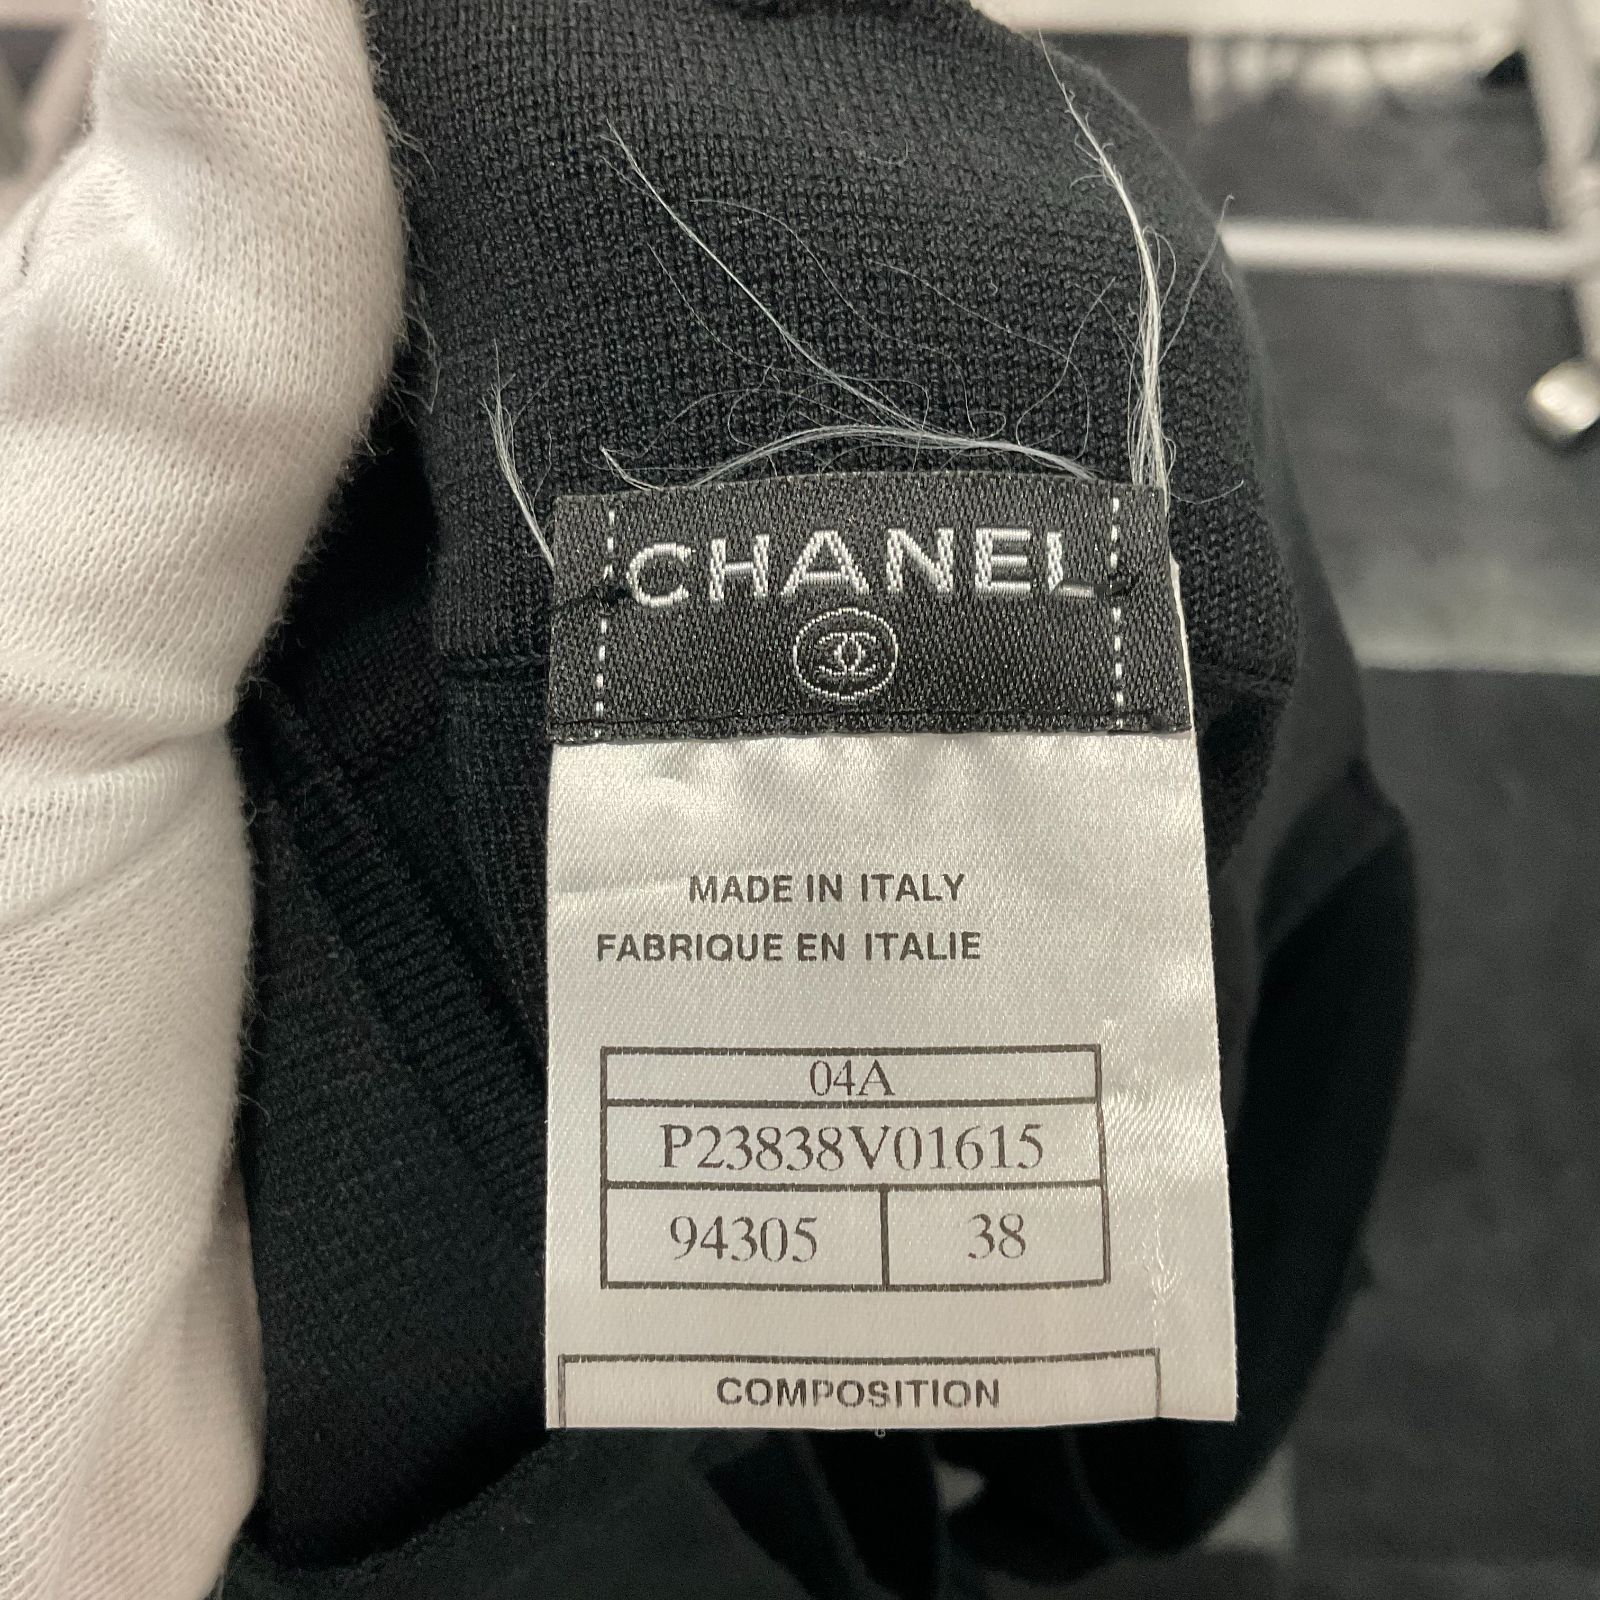 CHANEL
MADE IN ITALY
FABRIQUE EN ITALIE
04A
P23838V01615
94305 38
COMPOSITION